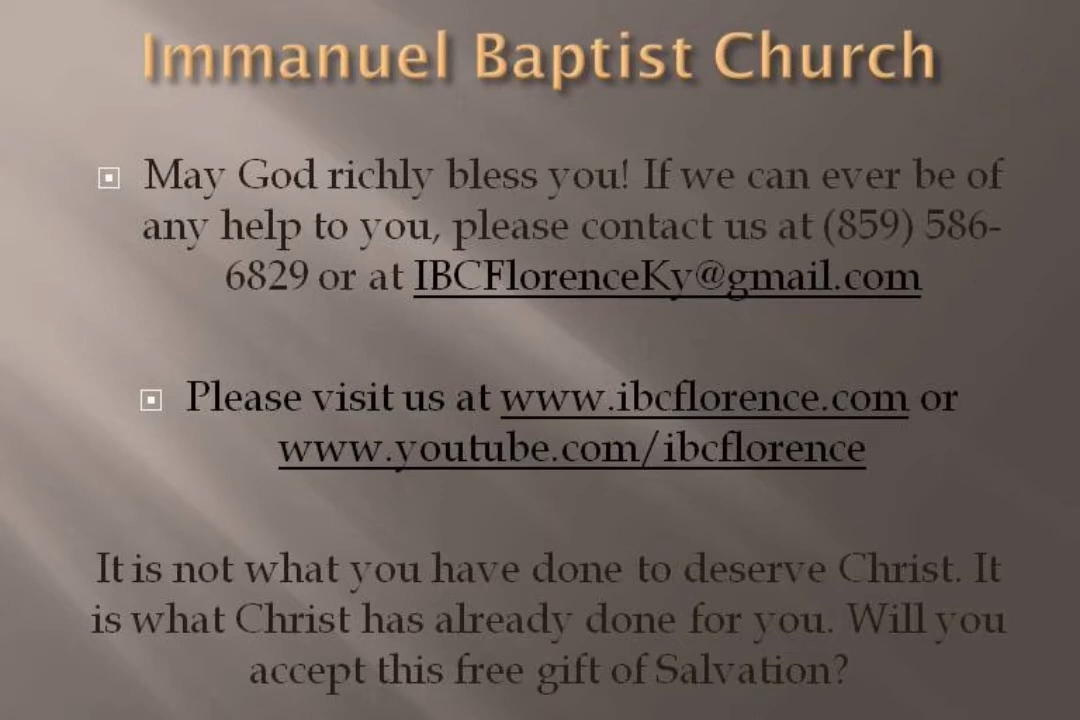 Immanuel Baptist Church
May God richly bless you! If we can ever be of
any help to you, please contact us at (859) 586-
6829 or at IBCFlorenceKy@gmail.com
Please visit us at www.ibcflorence.com or
www.youtube.com/ibcflorence
It is not what you have done to deserve Christ. It
is what Christ has already done for you. Will you
accept this free gift of Salvation?